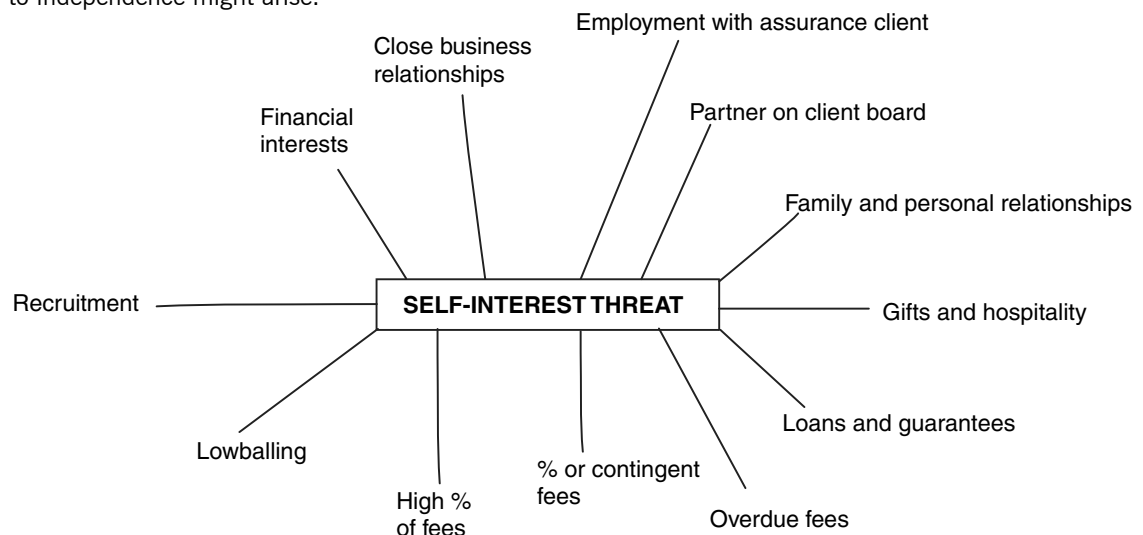 to independence might arise.
Employment with assurance client
Close business
relationships
Partner on client board
Financial
interests
Family and personal relationships
SELF-INTEREST THREAT
Recruitment
Gifts and hospitality
Loans and guarantees
Lowballing
% or contingent
fees
High %
of fees
Overdue fees